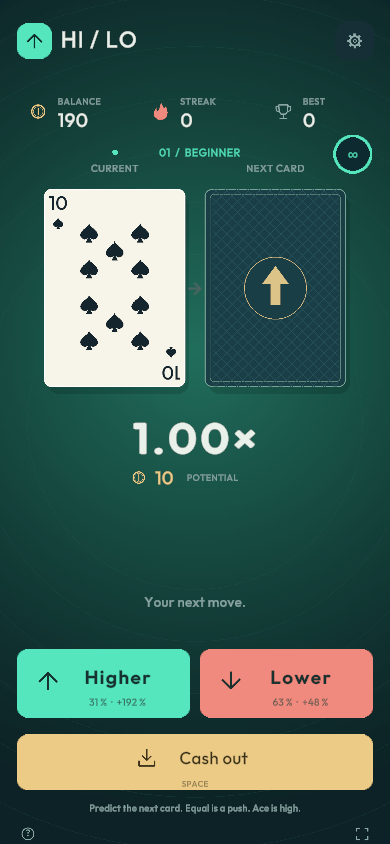 HI / LO
BALANCE
190
STREAK
0
BEST
0
01 / BEGINNER
∞
CURRENT
NEXT CARD
10
10
1.00×
10 POTENTIAL
Your next move.
Higher
31 % · +192 %
Lower
63 % · +48 %
Cash out
SPACE
Predict the next card. Equal is a push. Ace is high.
?